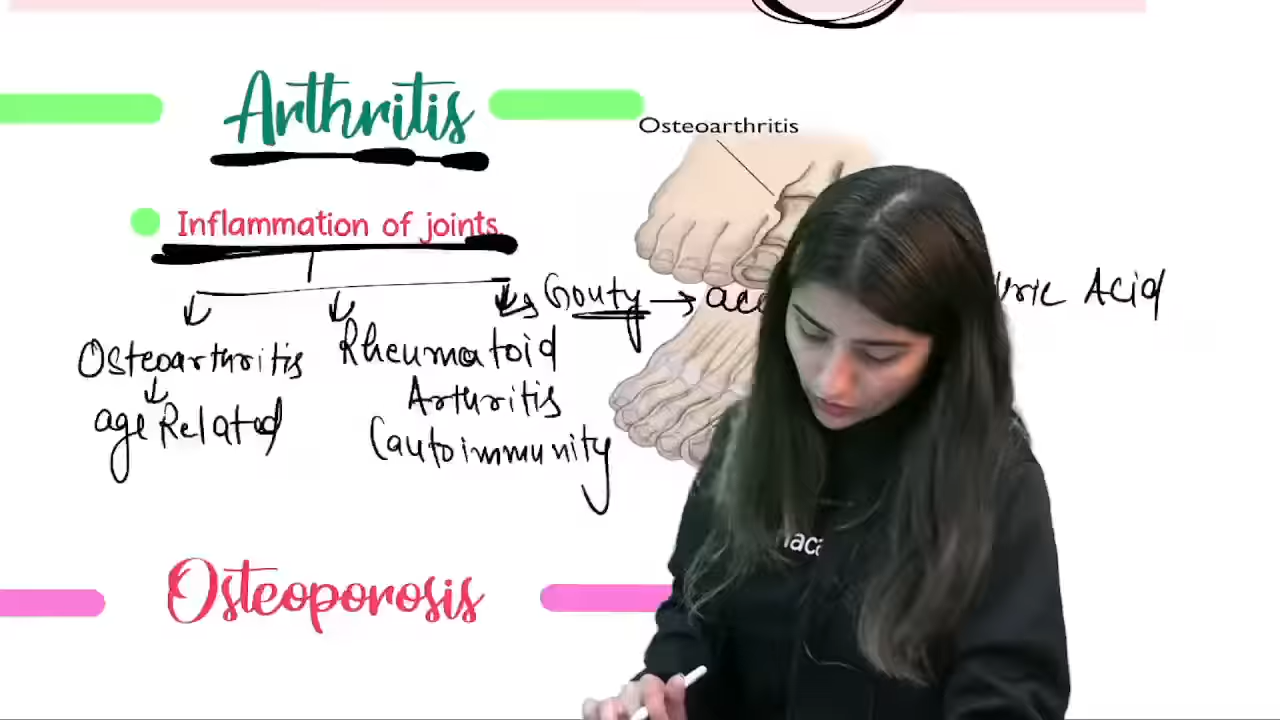 Arthritis
Osteoarthritis
Inflammation of joints
Gouty → Acid
Osteoarthritis
Rheumatoid
Arthritis
age Related
(autoimmunity
Osteoporosis